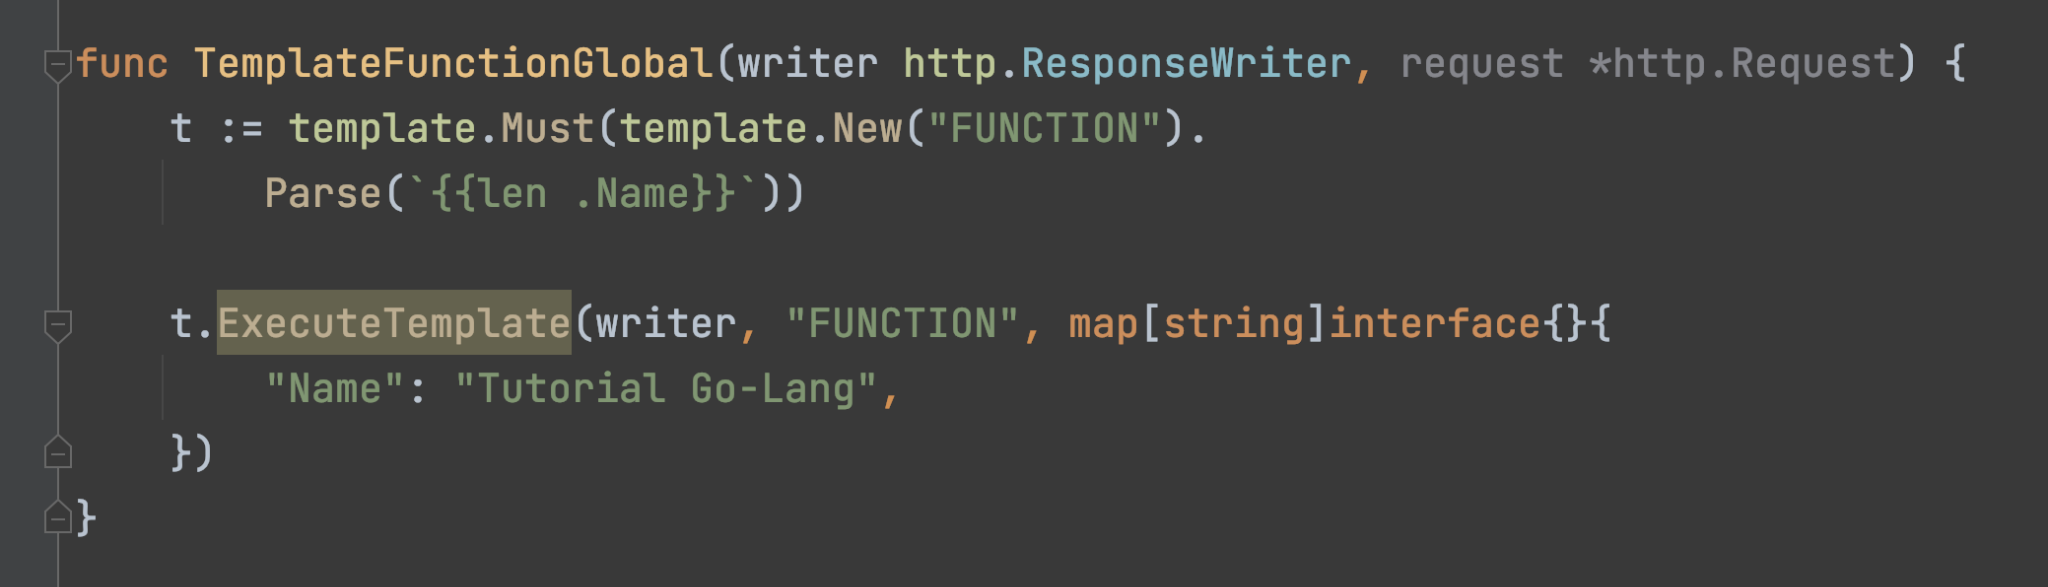 func TemplateFunctionGlobal(writer http.ResponseWriter, request *http.Request) {
    t := template.Must(template.New("FUNCTION").
        Parse(`{{len .Name}}`))

    t.ExecuteTemplate(writer, "FUNCTION", map[string]interface{}{
        "Name": "Tutorial Go-Lang",
    })
}